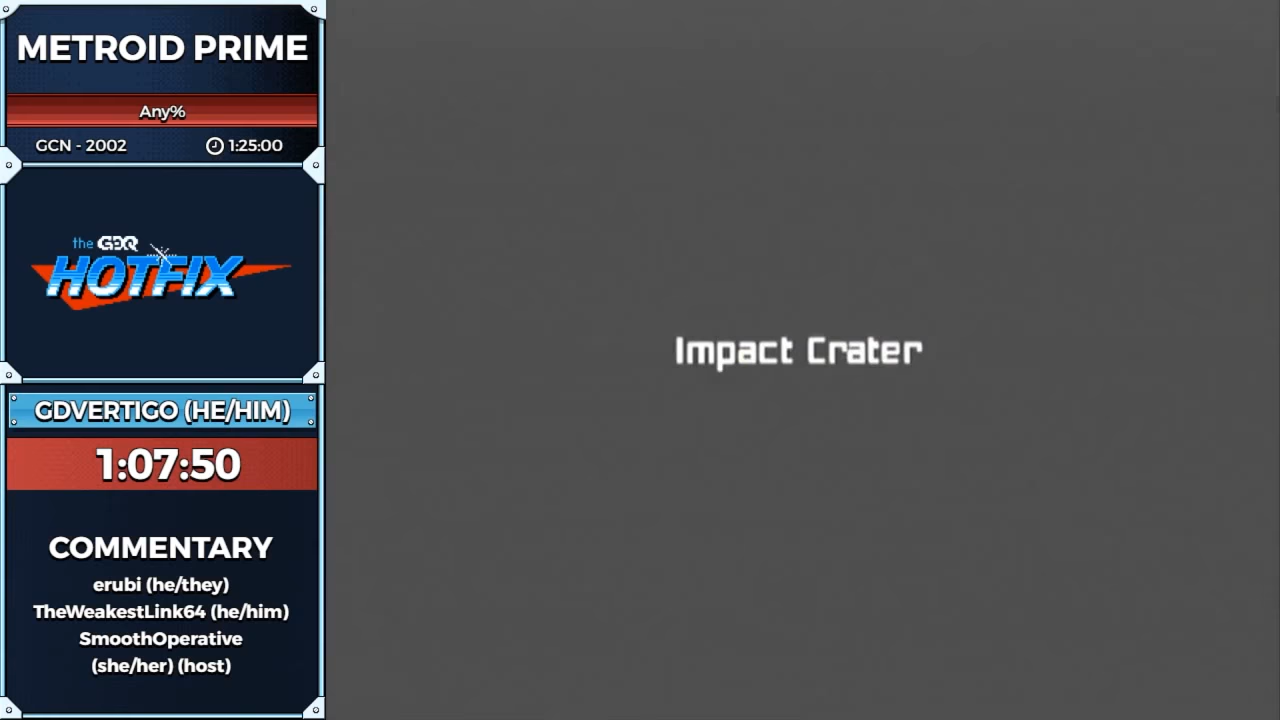 METROID PRIME
Any%
GCN - 2002 1:25:00
the GDQ
HOTFIX
GDVERTIGO (HE/HIM)
1:07:50
COMMENTARY
erubi (he/they)
TheWeakestLink64 (he/him)
SmoothOperative
(she/her) (host)
Impact Crater